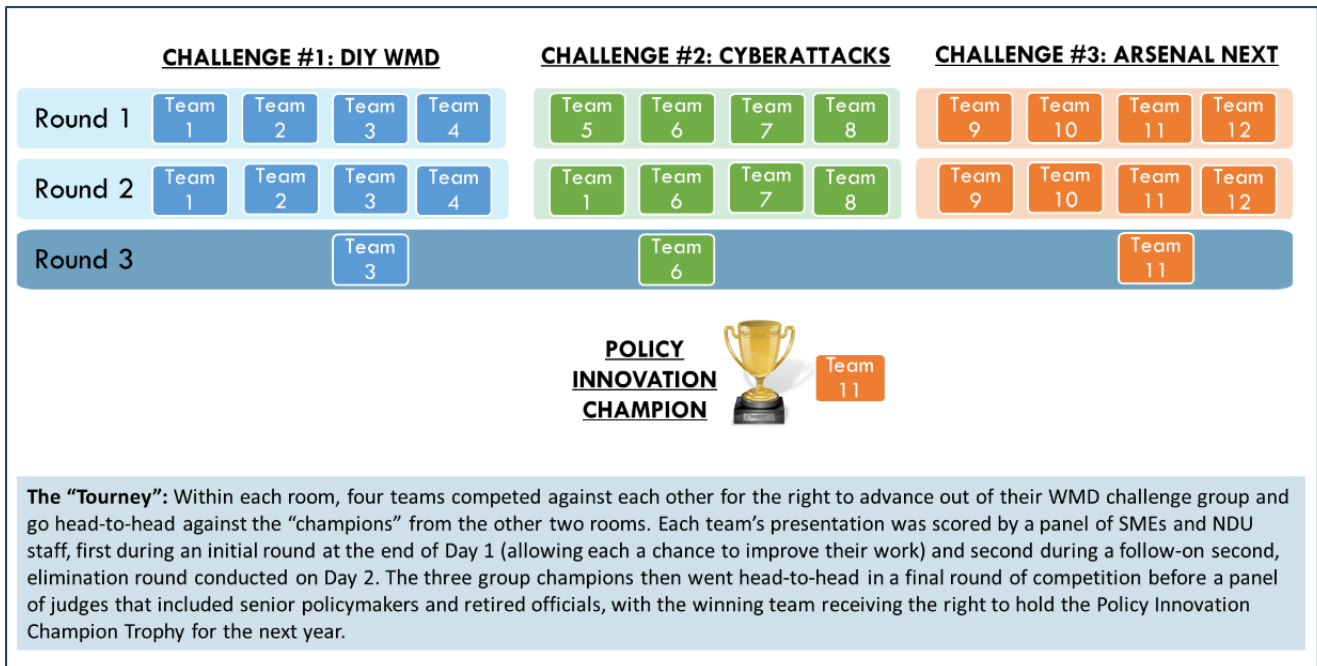 CHALLENGE #1: DIY WMD
CHALLENGE #2: CYBERATTACKS
CHALLENGE #3: ARSENAL NEXT
Round 1
Team 1
Team 2
Team 3
Team 4
Team 5
Team 6
Team 7
Team 8
Team 9
Team 10
Team 11
Team 12
Round 2
Team 1
Team 2
Team 3
Team 4
Team 1
Team 6
Team 7
Team 8
Team 9
Team 10
Team 11
Team 12
Round 3
Team 3
Team 6
Team 11
POLICY
INNOVATION
CHAMPION
Team 11
The “Tourney”: Within each room, four teams competed against each other for the right to advance out of their WMD challenge group and
go head-to-head against the “champions” from the other two rooms. Each team’s presentation was scored by a panel of SMEs and NDU
staff, first during an initial round at the end of Day 1 (allowing each a chance to improve their work) and second during a follow-on second,
elimination round conducted on Day 2. The three group champions then went head-to-head in a final round of competition before a panel
of judges that included senior policymakers and retired officials, with the winning team receiving the right to hold the Policy Innovation
Champion Trophy for the next year.